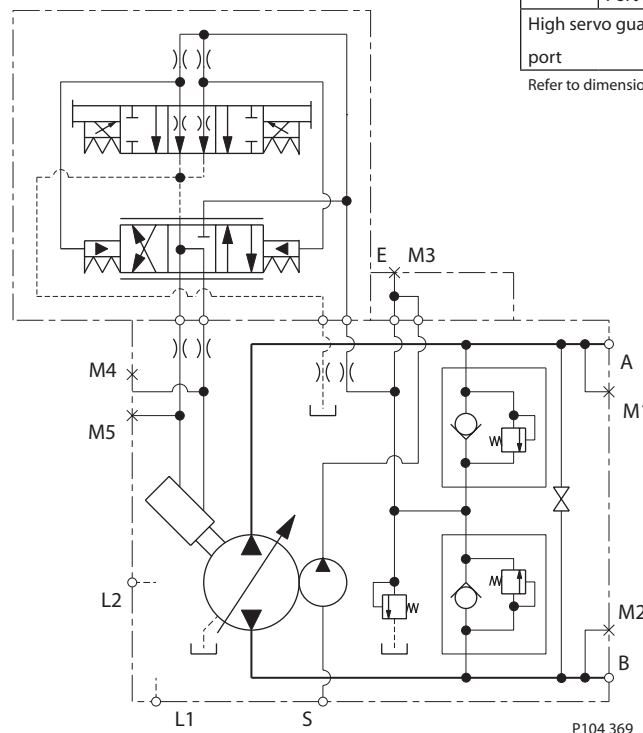 High servo gua
port
Refer to dimensio
E M3
M4
A
M1
M5
L2
M2
B
L1
S
P104 369